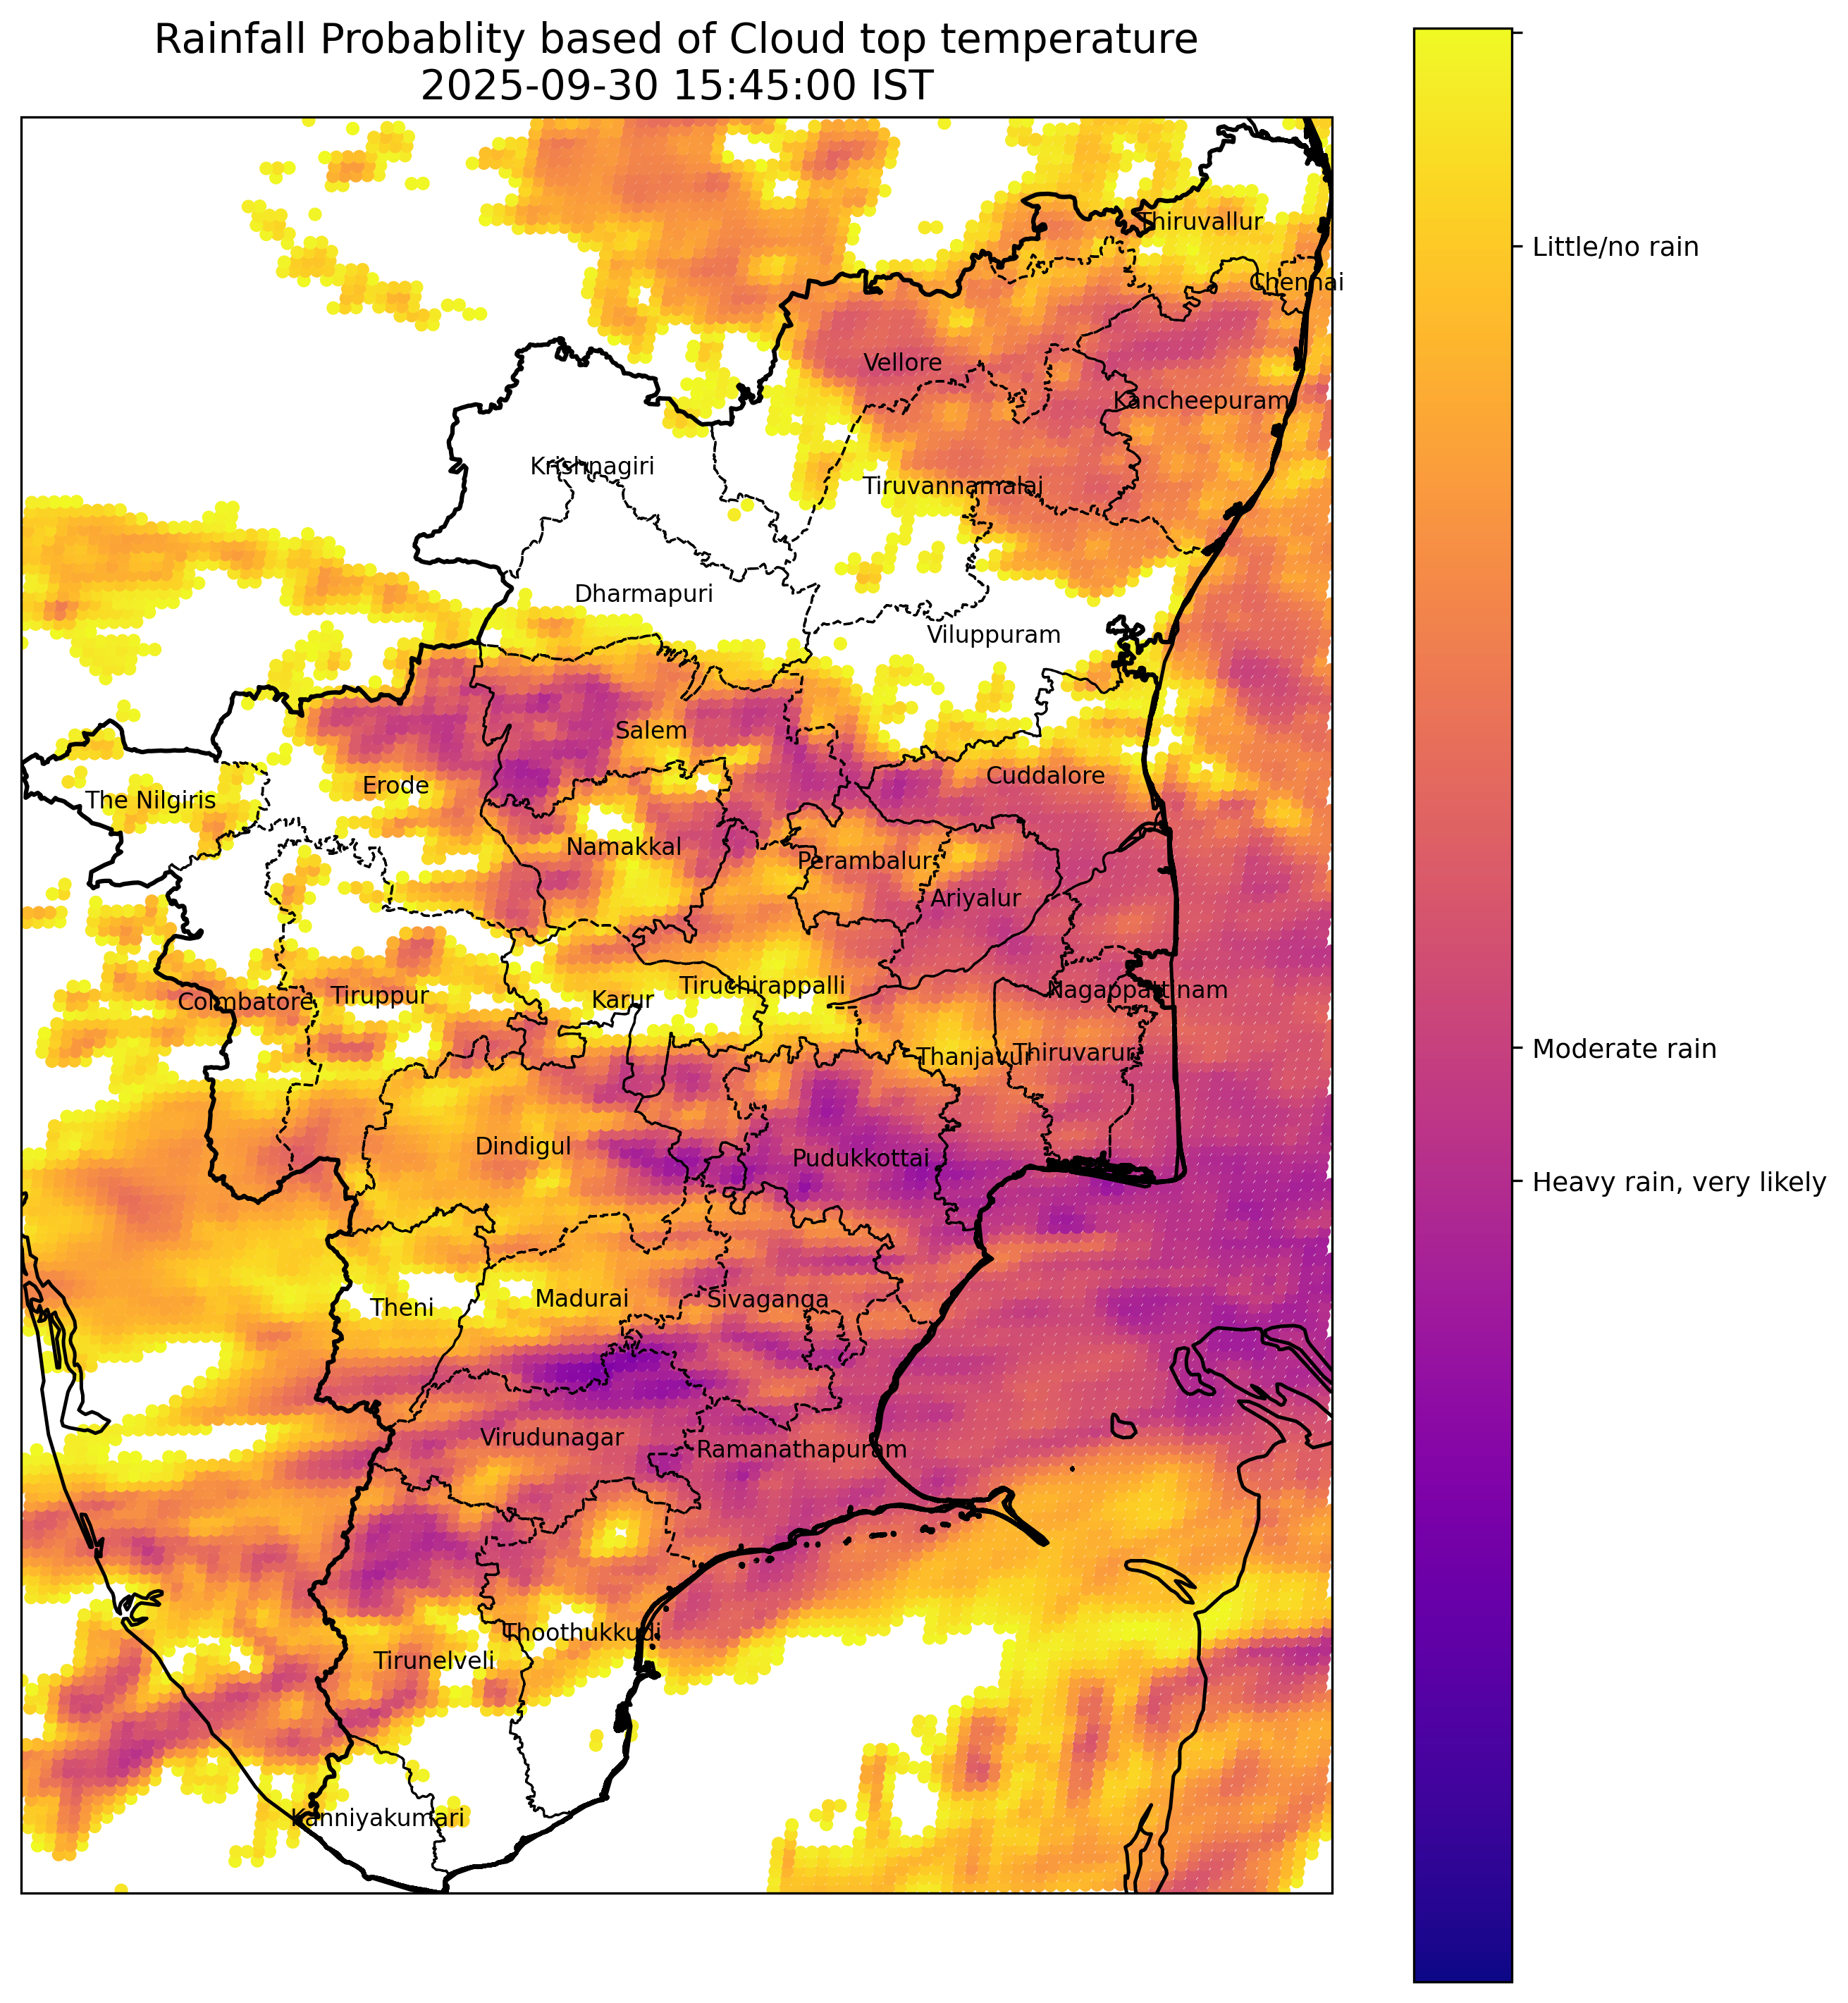 Rainfall Probablity based of Cloud top temperature
2025-09-30 15:45:00 IST
Thiruvallur
Little/no rain
Chennai
Vellore
Kancheepuram
Krishnagiri
Tiruvannamalai
Dharmapuri
Viluppuram
Salem
Cuddalore
Erode
The Nilgiris
Namakkal
Perambalur
Ariyalur
Tiruchirappalli
Nagappattinam
Coimbatore
Tiruppur
Karur
Thanjavur
Thiruvarur
Moderate rain
Dindigul
Pudukkottai
Heavy rain, very likely
Theni
Madurai
Sivaganga
Virudunagar
Ramanathapuram
Thoothukkudi
Tirunelveli
Kanniyakumari